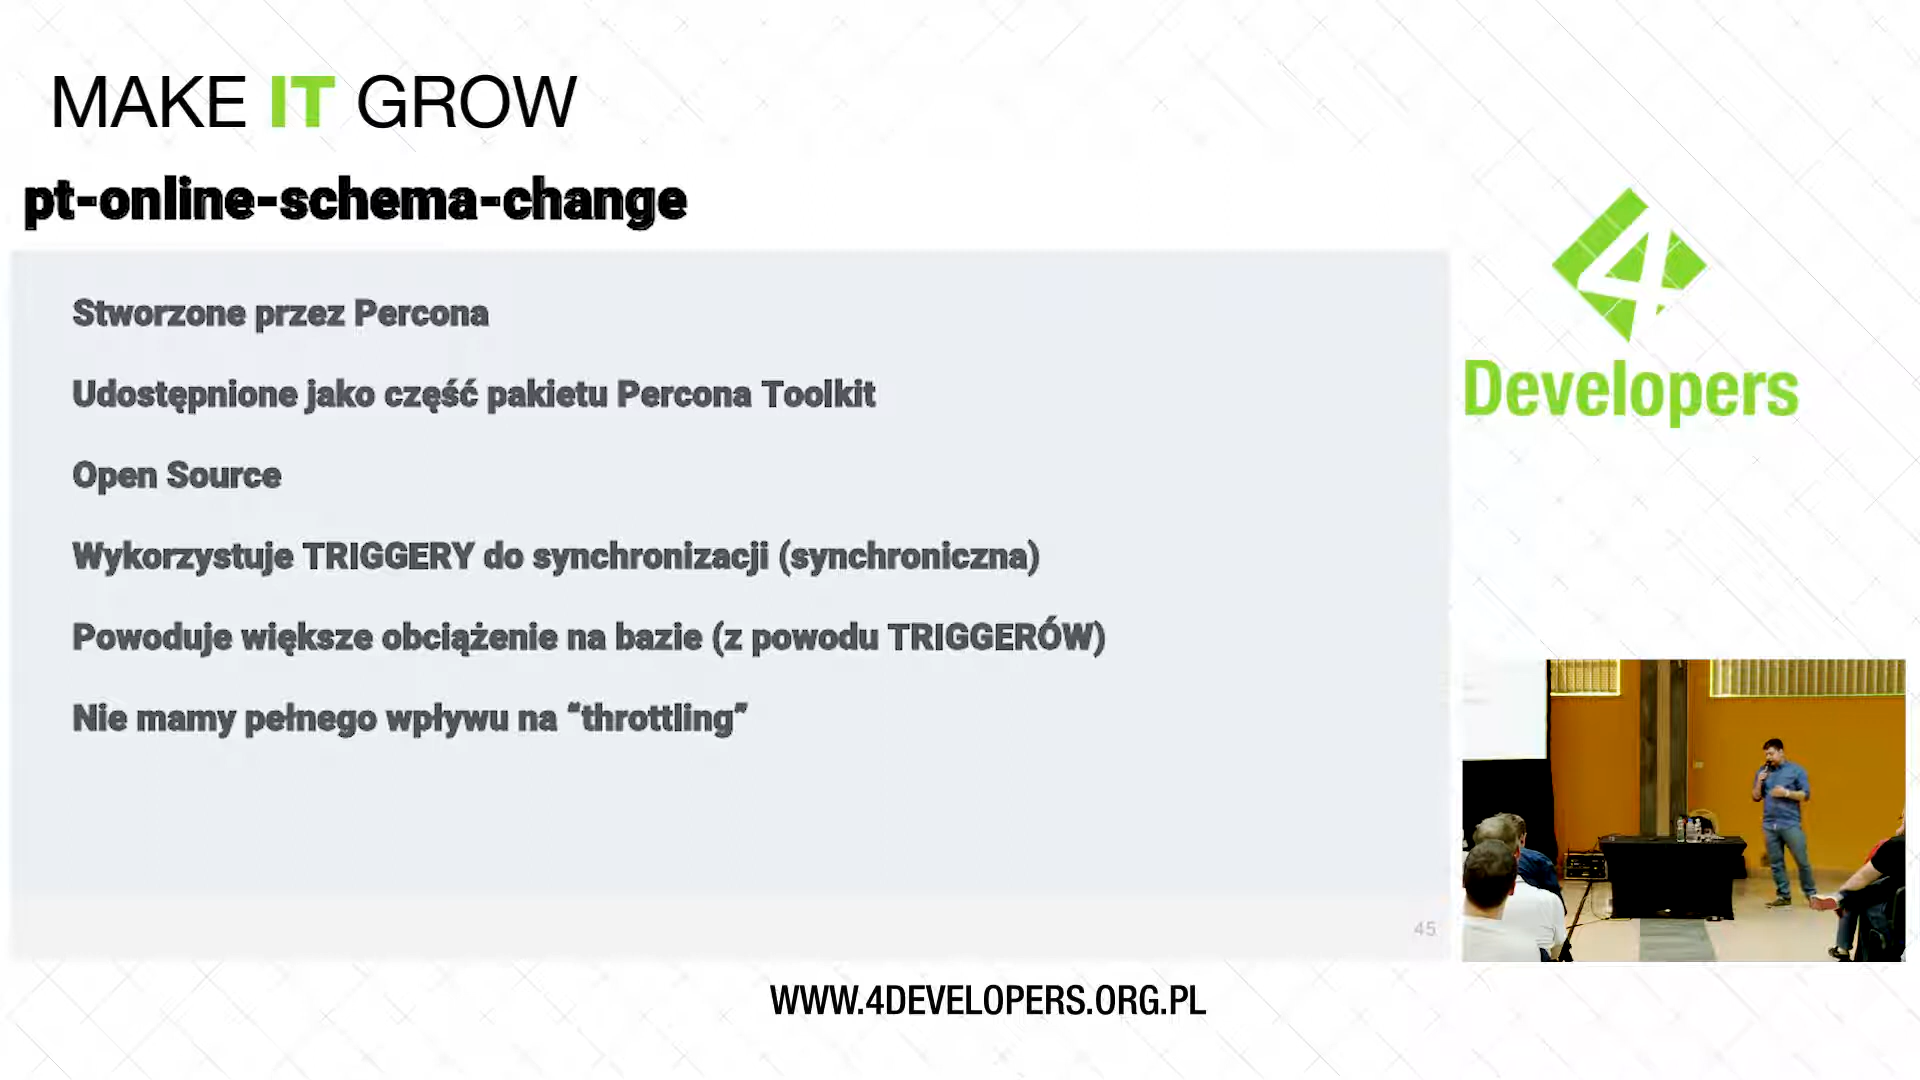 MAKE IT GROW
pt-online-schema-change
Stworzone przez Percona
Udostępnione jako część pakietu Percona Toolkit
Open Source
Wykorzystuje TRIGGERY do synchronizacji (synchroniczna)
Powoduje większe obciążenie na bazie (z powodu TRIGGERÓW)
Nie mamy pełnego wpływu na “throttling”
45
4
Developers
WWW.4DEVELOPERS.ORG.PL